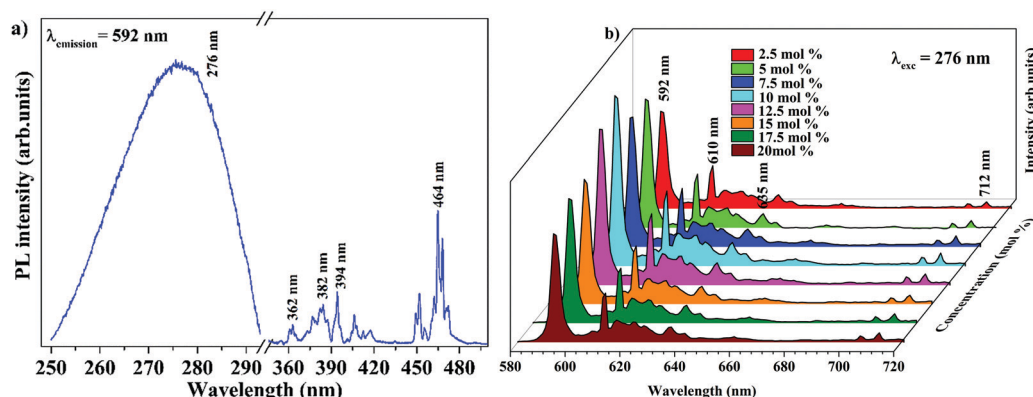 a)
λemission = 592 nm
276 nm
362 nm
382 nm
394 nm
464 nm
PL intensity (arb.units)
250 260 270 280 290 360 390 420 450 480
Wavelength (nm)
b)
λexc = 276 nm
2.5 mol %
5 mol %
7.5 mol %
10 mol %
12.5 mol %
15 mol %
17.5 mol %
20mol %
592 nm
610 nm
635 nm
712 nm
Intensity (arb.units)
Concentration (mol %)
580 600 620 640 660 680 700 720
Wavelength (nm)